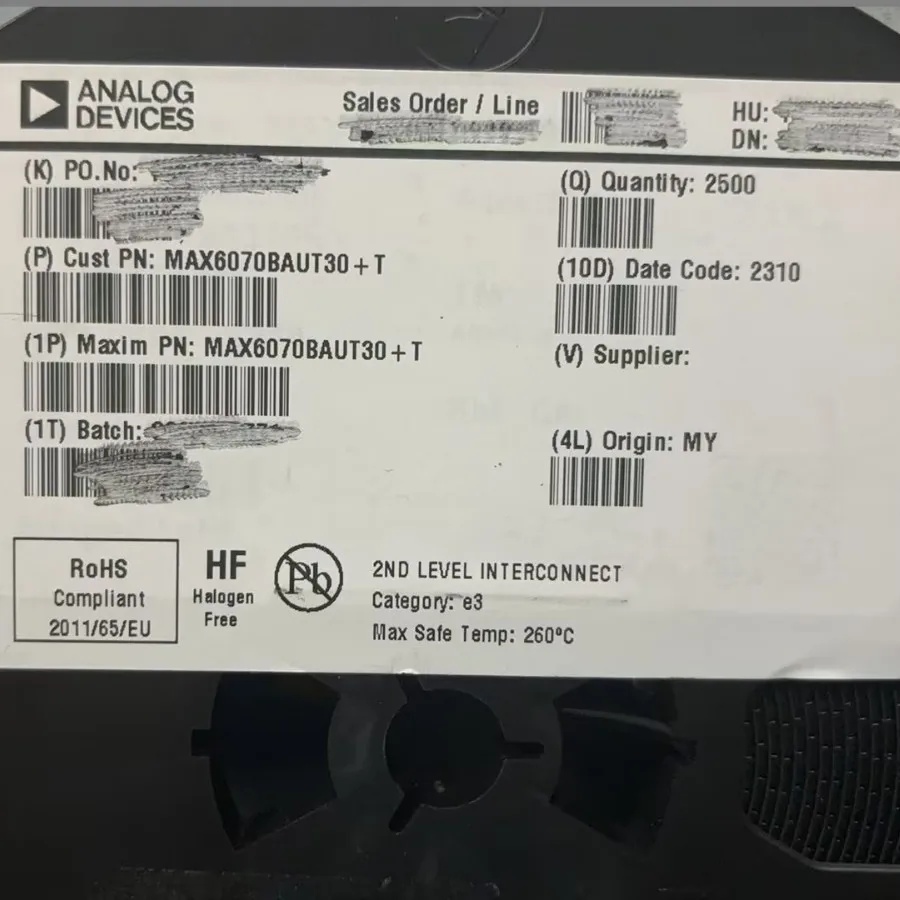 ANALOG
DEVICES
Sales Order / Line
HU:
DN:
(K) PO.No:
(Q) Quantity: 2500
(P) Cust PN: MAX6070BAUT30+T
(10D) Date Code: 2310
(1P) Maxim PN: MAX6070BAUT30+T
(V) Supplier:
(1T) Batch:
(4L) Origin: MY
RoHS
Compliant
2011/65/EU
HF
Halogen
Free
Pb
2ND LEVEL INTERCONNECT
Category: e3
Max Safe Temp: 260ºC